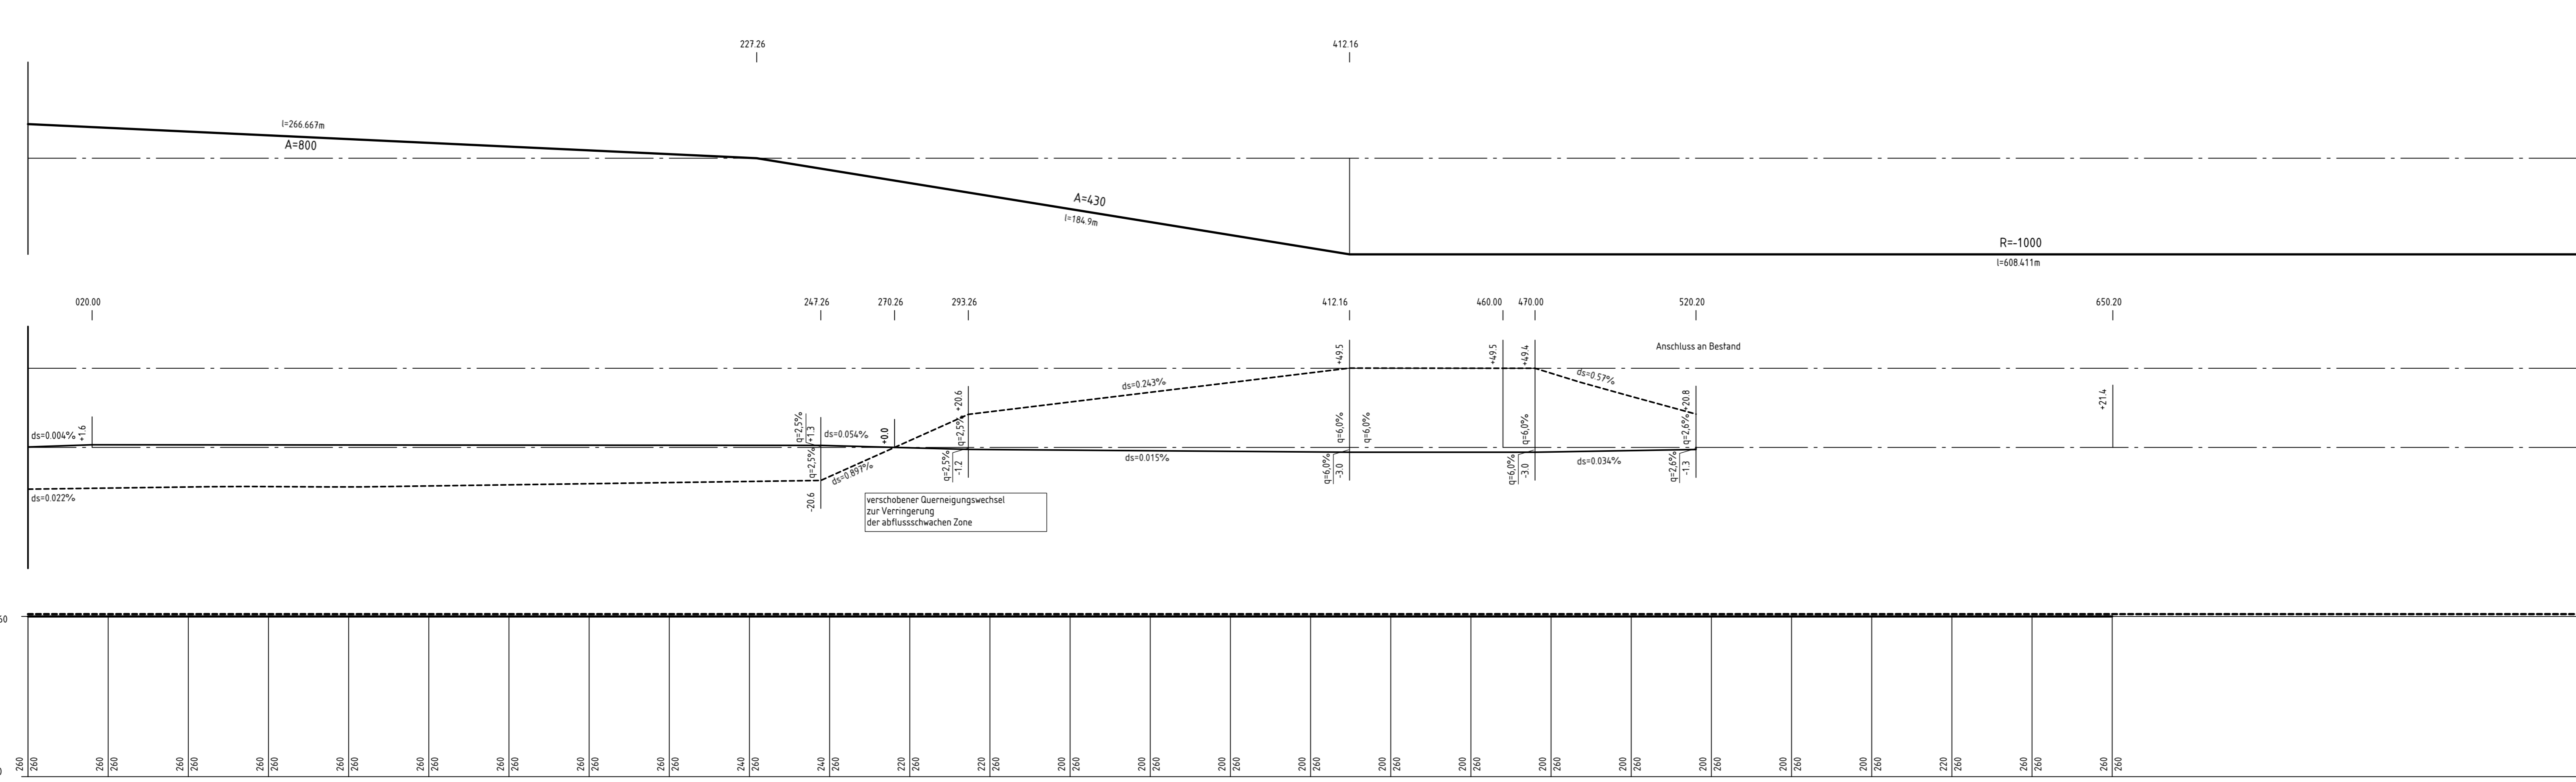 227.26
412.16
l=266.667m
A=800
A=430
l=184.9m
R=-1000
l=608.411m
020.00
247.26
270.26
293.26
412.16
460.00
470.00
520.20
650.20
Anschluss an Bestand
ds=0.004%
+1.6
q=2,5%
q=2,5%
+1.3
ds=0.054%
+0.0
+20.6
q=2,5%
ds=0.243%
+49.5
q=6,0%
q=6,0%
+49.5
+49.4
q=6,0%
ds=0.57%
+20.8
q=2,6%
+21.4
ds=0.022%
-20.6
ds=0.897%
q=2,5%
-1.2
ds=0.015%
q=6,0%
-3.0
q=6,0%
-3.0
ds=0.034%
q=2,6%
-1.3
verschobener Querneigungswechsel
zur Verringerung
der abflussschwachen Zone
260 260
260 260
260 260
260 260
260 260
260 260
260 260
260 260
260 260
240 260
240 260
220 260
220 260
200 260
200 260
200 260
200 260
200 260
200 260
200 260
200 260
200 260
200 260
200 260
220 260
260 260
260 260